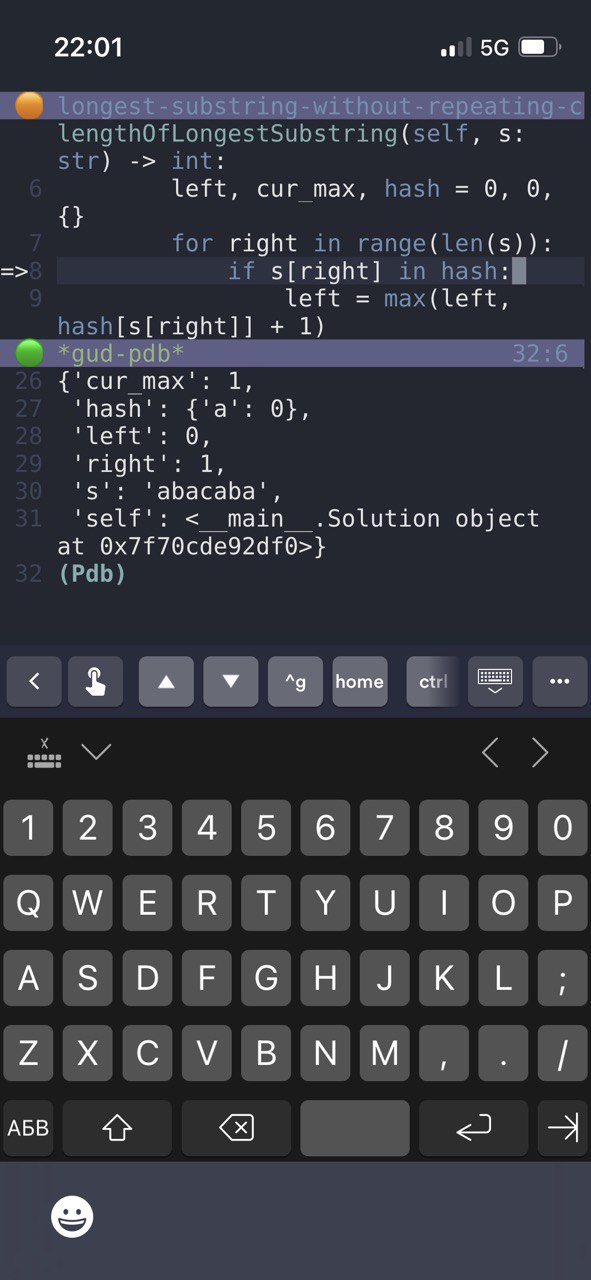 22:01
5G
longest-substring-without-repeating-c
lengthOfLongestSubstring(self, s:
str) -> int:
6 left, cur_max, hash = 0, 0,
{}
7 for right in range(len(s)):
=>8 if s[right] in hash:
9 left = max(left,
hash[s[right]] + 1)
*gud-pdb* 32:6
26 {'cur_max': 1,
27 'hash': {'a': 0},
28 'left': 0,
29 'right': 1,
30 's': 'abacaba',
31 'self': <__main__.Solution object
at 0x7f70cde92df0>}
32 (Pdb)
^g home ctrl
x
1 2 3 4 5 6 7 8 9 0
Q W E R T Y U I O P
A S D F G H J K L ;
Z X C V B N M , . /
АБВ